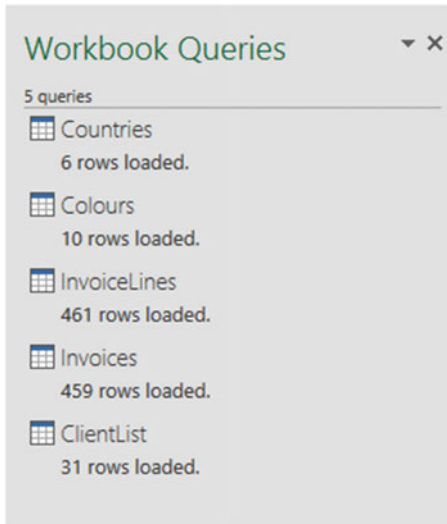 Workbook Queries
5 queries
Countries
6 rows loaded.
Colours
10 rows loaded.
InvoiceLines
461 rows loaded.
Invoices
459 rows loaded.
ClientList
31 rows loaded.